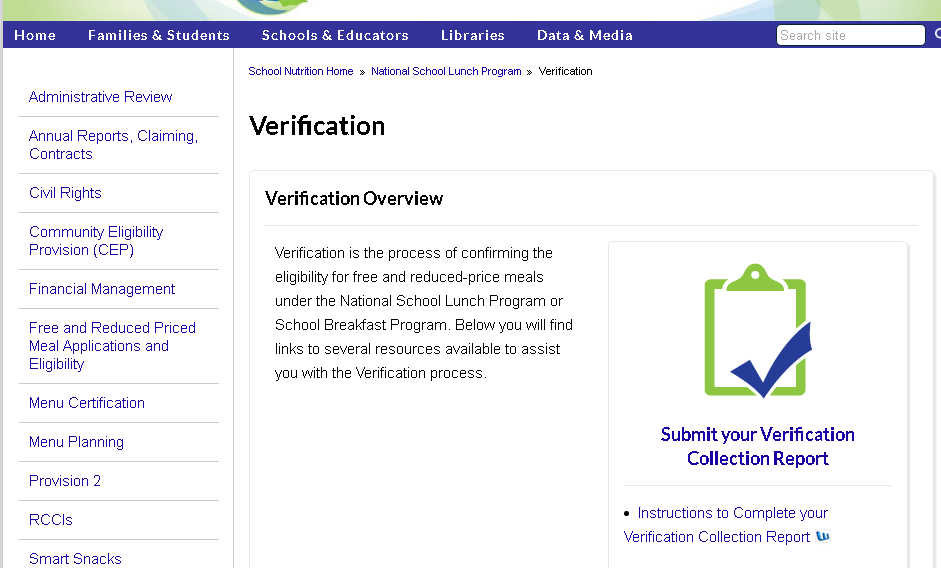 Home
Families & Students
Schools & Educators
Libraries
Data & Media
Search site
School Nutrition Home » National School Lunch Program » Verification
Administrative Review
Annual Reports, Claiming,
Contracts
Civil Rights
Community Eligibility
Provision (CEP)
Financial Management
Free and Reduced Priced
Meal Applications and
Eligibility
Menu Certification
Menu Planning
Provision 2
RCCIs
Smart Snacks
Verification
Verification Overview
Verification is the process of confirming the
eligibility for free and reduced-price meals
under the National School Lunch Program or
School Breakfast Program. Below you will find
links to several resources available to assist
you with the Verification process.
Submit your Verification
Collection Report
• Instructions to Complete your
Verification Collection Report